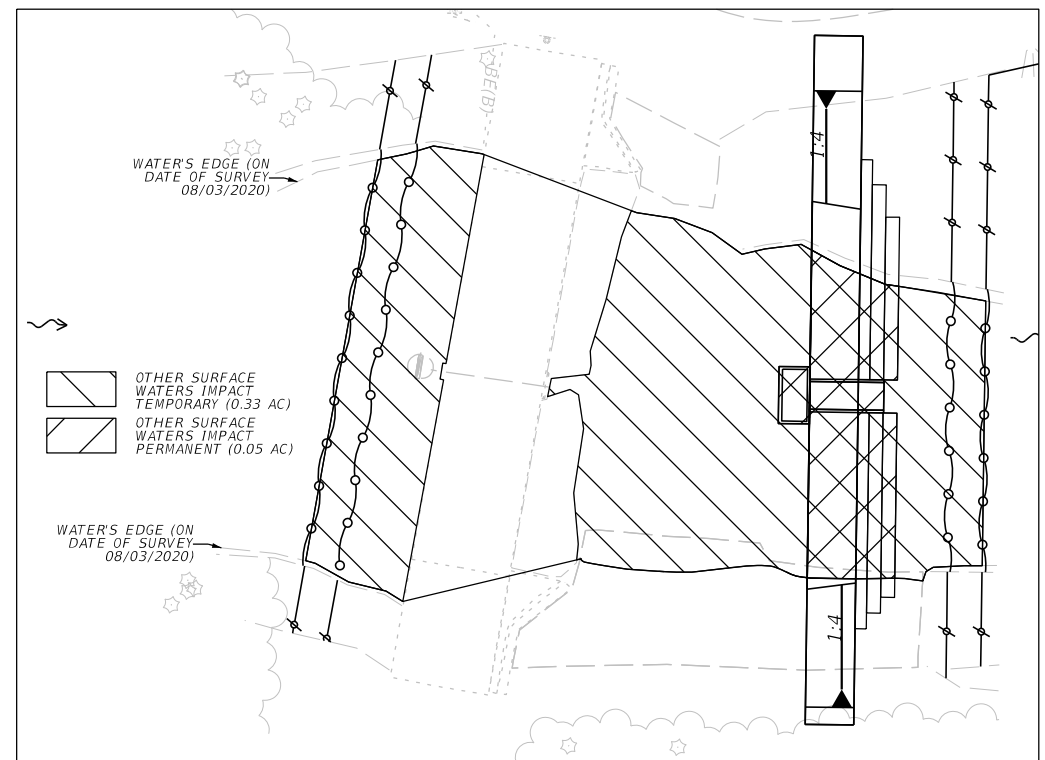 BE(B)
WATER'S EDGE (ON
DATE OF SURVEY
08/03/2020)
1:4
OTHER SURFACE
WATERS IMPACT
TEMPORARY (0.33 AC)
OTHER SURFACE
WATERS IMPACT
PERMANENT (0.05 AC)
WATER'S EDGE (ON
DATE OF SURVEY
08/03/2020)
1:4